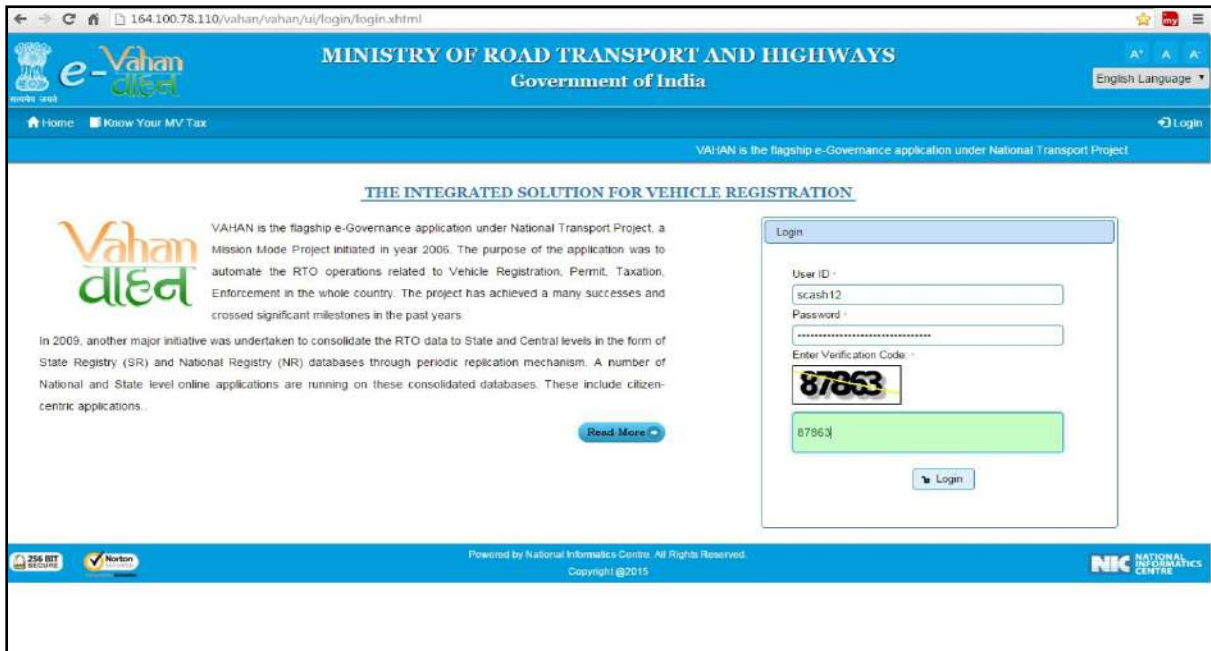 164.100.78.110/vahan/vahan/ui/login/login.xhtml
my
सत्यमेव जयते
e-Vahan
वाहन
MINISTRY OF ROAD TRANSPORT AND HIGHWAYS
Government of India
A+ A A-
English Language
Home Know Your MV Tax Login
VAHAN is the flagship e-Governance application under National Transport Project
THE INTEGRATED SOLUTION FOR VEHICLE REGISTRATION
Vahan
वाहन
VAHAN is the flagship e-Governance application under National Transport Project, a
Mission Mode Project initiated in year 2006. The purpose of the application was to
automate the RTO operations related to Vehicle Registration, Permit, Taxation,
Enforcement in the whole country. The project has achieved a many successes and
crossed significant milestones in the past years.
In 2009, another major initiative was undertaken to consolidate the RTO data to State and Central levels in the form of
State Registry (SR) and National Registry (NR) databases through periodic replication mechanism. A number of
National and State level online applications are running on these consolidated databases. These include citizen-
centric applications..
Read More
Login
User ID
scash12
Password
Enter Verification Code:
87863
87863
Login
256 BIT
SECURE
Norton
SECURED
Powered by National Informatics Centre. All Rights Reserved.
Copyright @2015
NIC NATIONAL
INFORMATICS
CENTRE